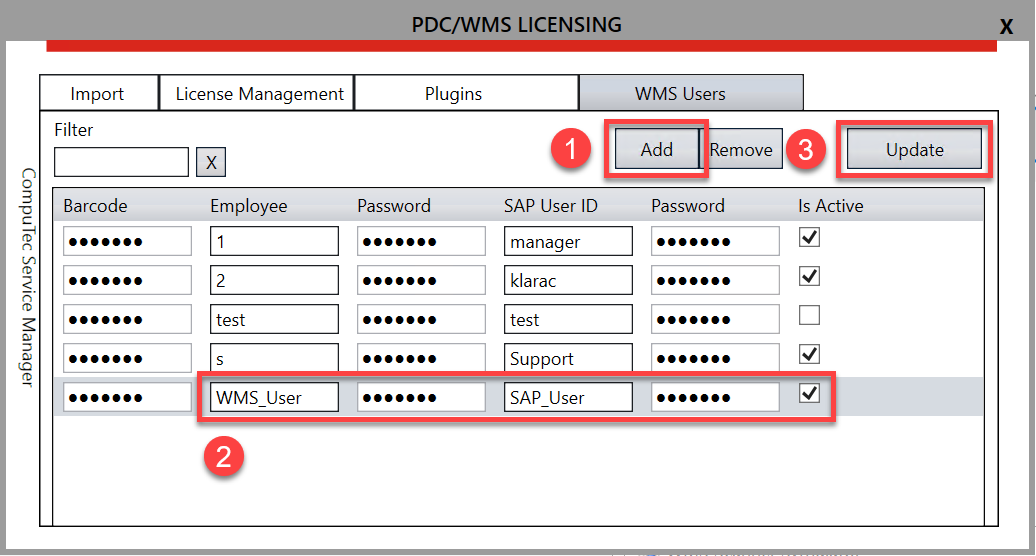 PDC/WMS LICENSING
X
Import License Management Plugins WMS Users
Filter
1 Add Remove 3 Update
X
CompuTec Service Manager
Barcode Employee Password SAP User ID Password Is Active
●●●●●●● 1 ●●●●●●● manager ●●●●●●●
●●●●●●● 2 ●●●●●●● klarac ●●●●●●●
●●●●●●● test ●●●●●●● test ●●●●●●●
●●●●●●● s ●●●●●●● Support ●●●●●●●
●●●●●●● WMS_User ●●●●●●● SAP_User ●●●●●●●
2